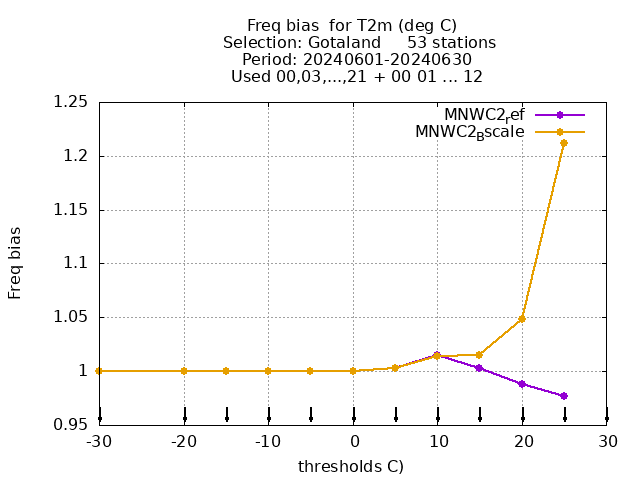 Freq bias  for T2m (deg C)
Selection: Gotaland     53 stations
Period: 20240601-20240630
Used 00,03,...,21 + 00 01 ... 12
MNWC2ref
MNWC2Bscale
1.25
1.2
1.15
1.1
1.05
1
0.95
Freq bias
-30
-20
-10
0
10
20
30
thresholds C)